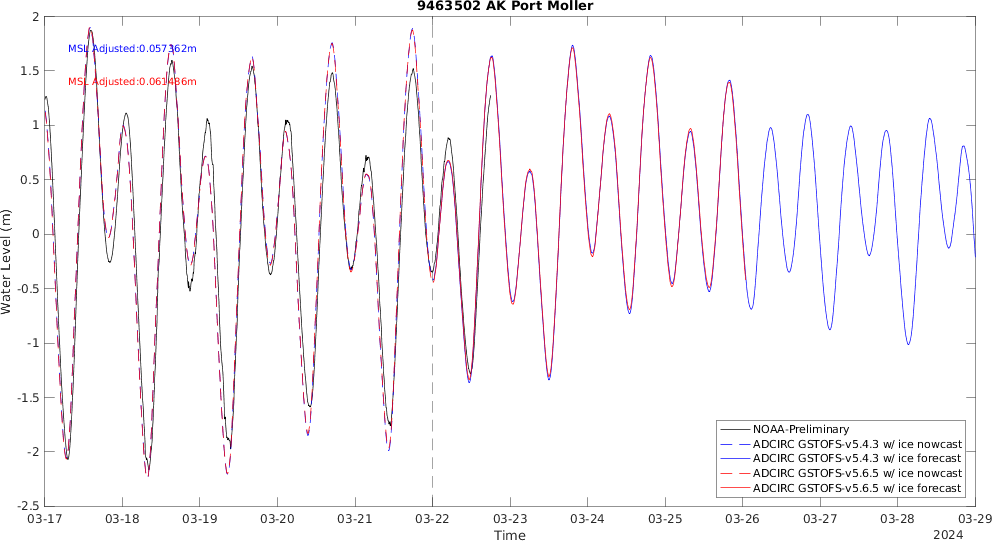 9463502 AK Port Moller
MSL Adjusted:0.057362m
MSL Adjusted:0.061486m
Water Level (m)
2
1.5
1
0.5
0
-0.5
-1
-1.5
-2
-2.5
NOAA-Preliminary
ADCIRC GSTOFS-v5.4.3 w/ ice nowcast
ADCIRC GSTOFS-v5.4.3 w/ ice forecast
ADCIRC GSTOFS-v5.6.5 w/ ice nowcast
ADCIRC GSTOFS-v5.6.5 w/ ice forecast
03-17 03-18 03-19 03-20 03-21 03-22 03-23 03-24 03-25 03-26 03-27 03-28 03-29
Time
2024